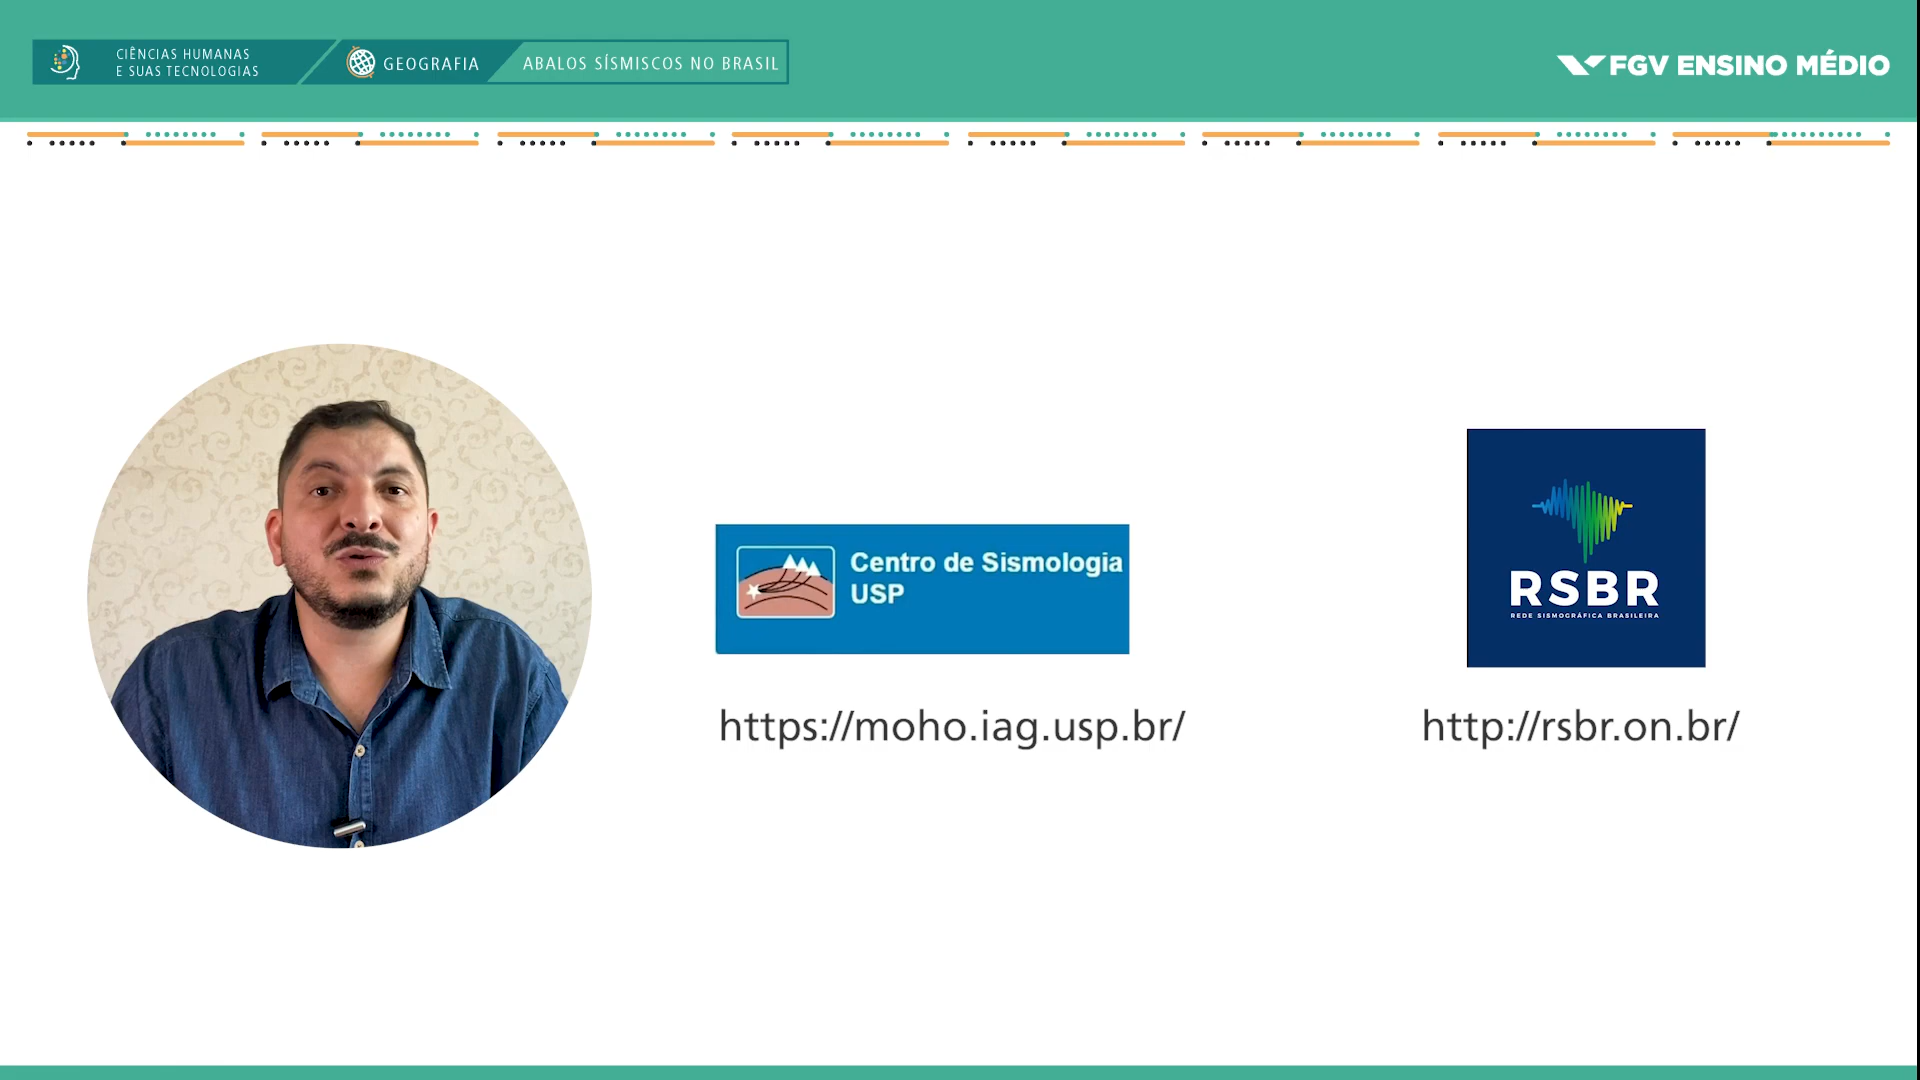 CIÊNCIAS HUMANAS
E SUAS TECNOLOGIAS
GEOGRAFIA
ABALOS SÍSMISCOS NO BRASIL
FGV ENSINO MÉDIO
Centro de Sismologia
USP
https://moho.iag.usp.br/
RSBR
REDE SISMOGRÁFICA BRASILEIRA
http://rsbr.on.br/